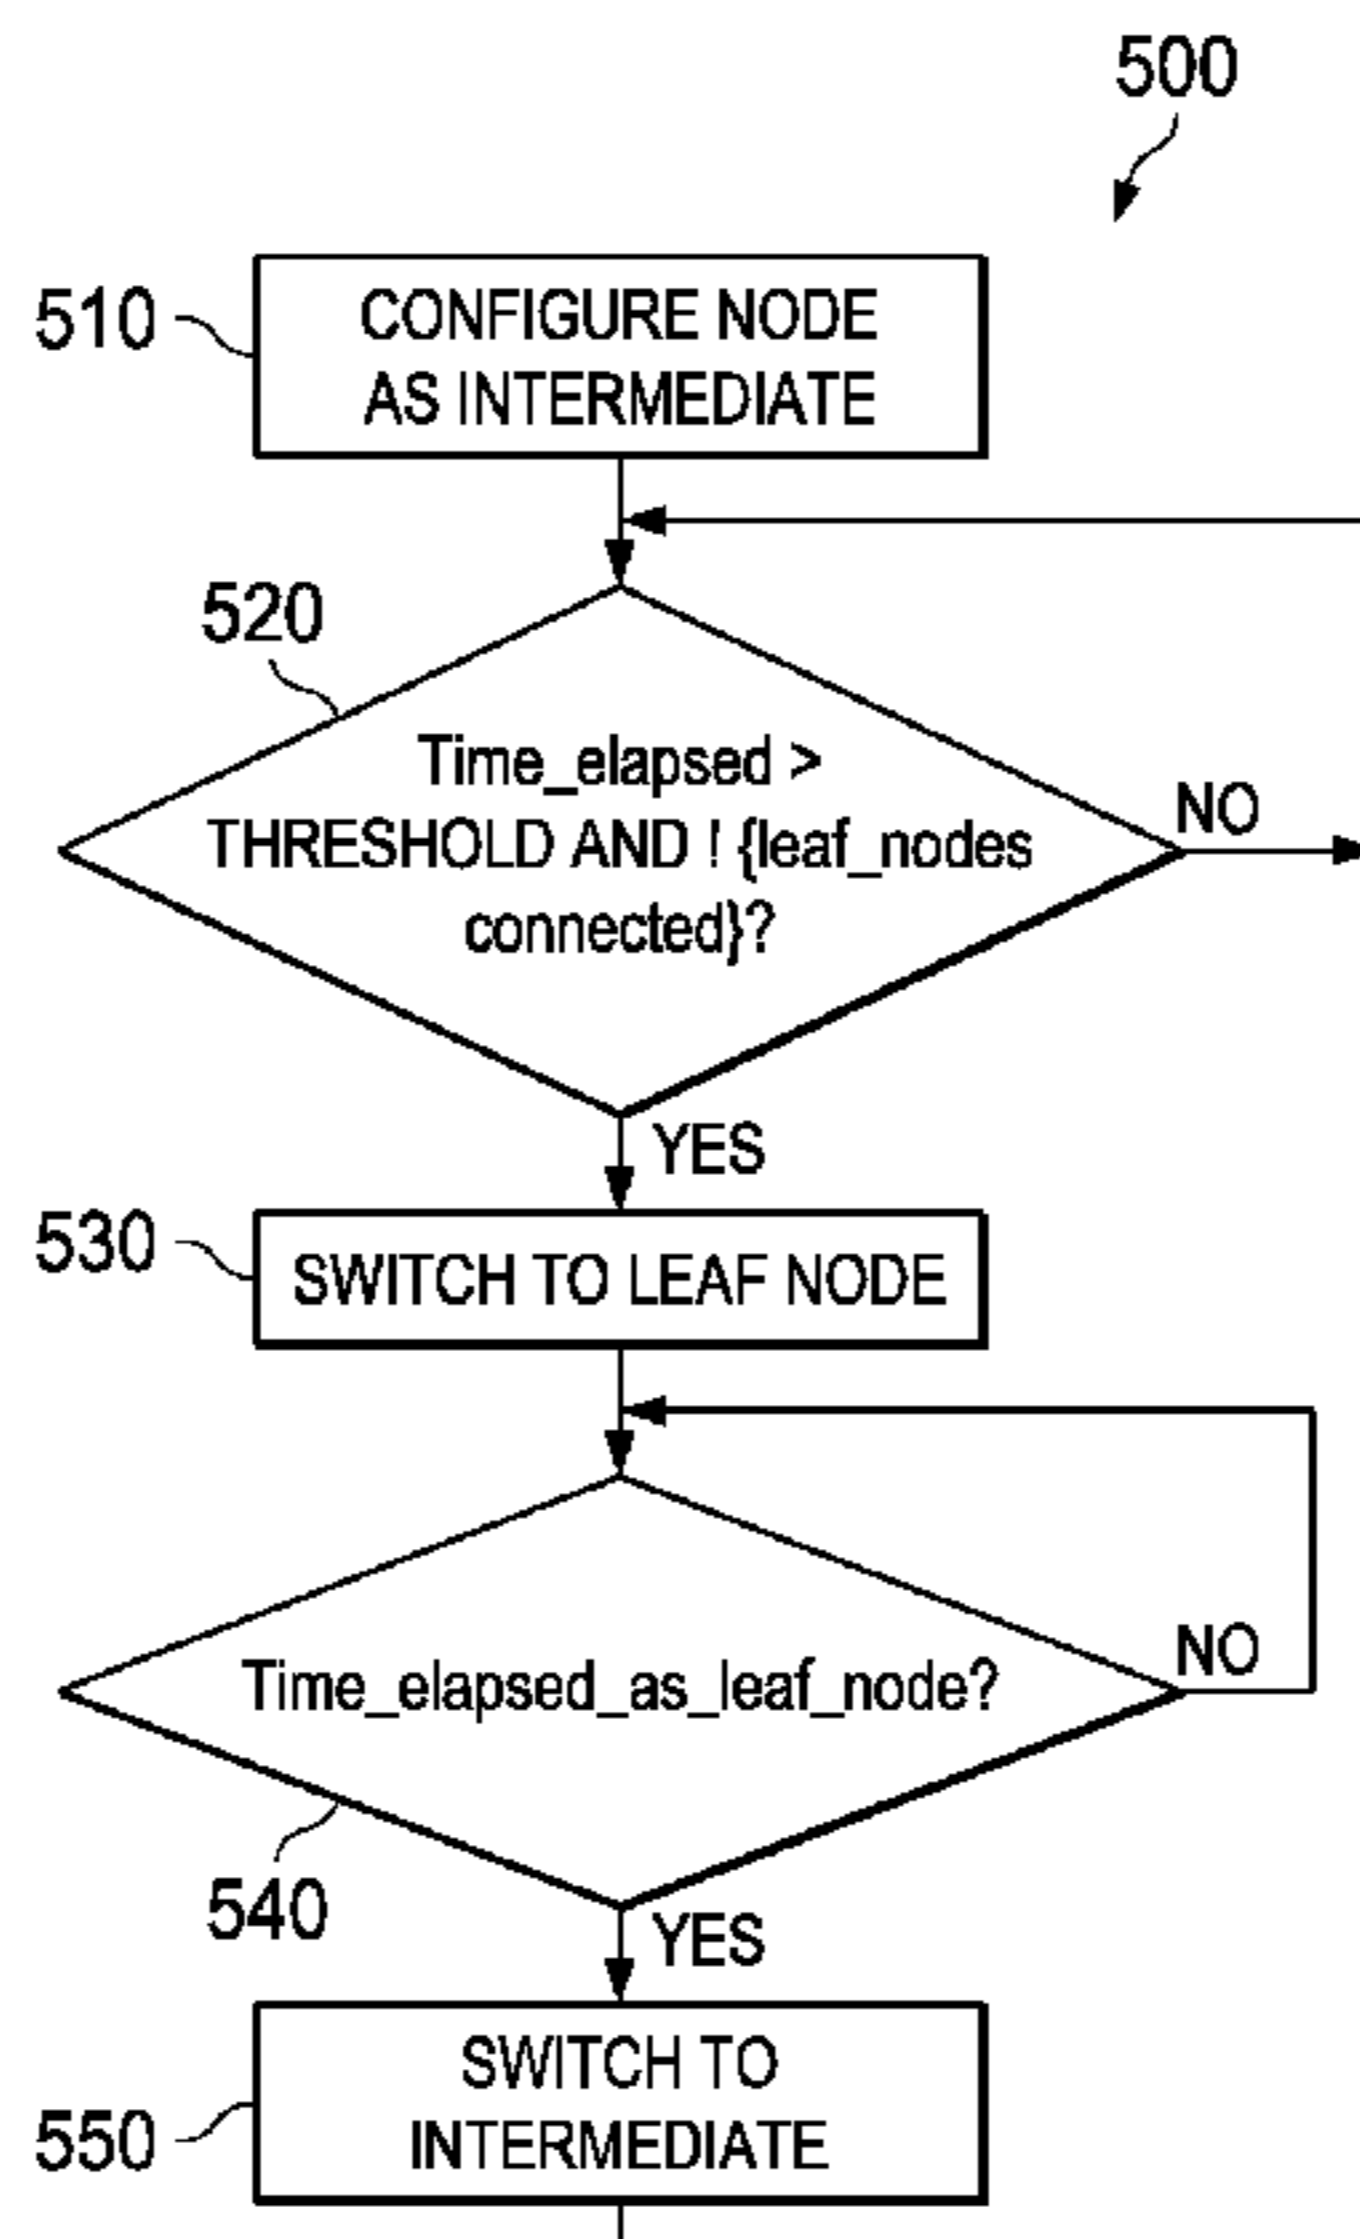 500
510
CONFIGURE NODE
AS INTERMEDIATE
520
Time_elapsed >
THRESHOLD AND ! {leaf_nodes
connected}?
NO
YES
530
SWITCH TO LEAF NODE
Time_elapsed_as_leaf_node?
NO
540
YES
550
SWITCH TO
INTERMEDIATE